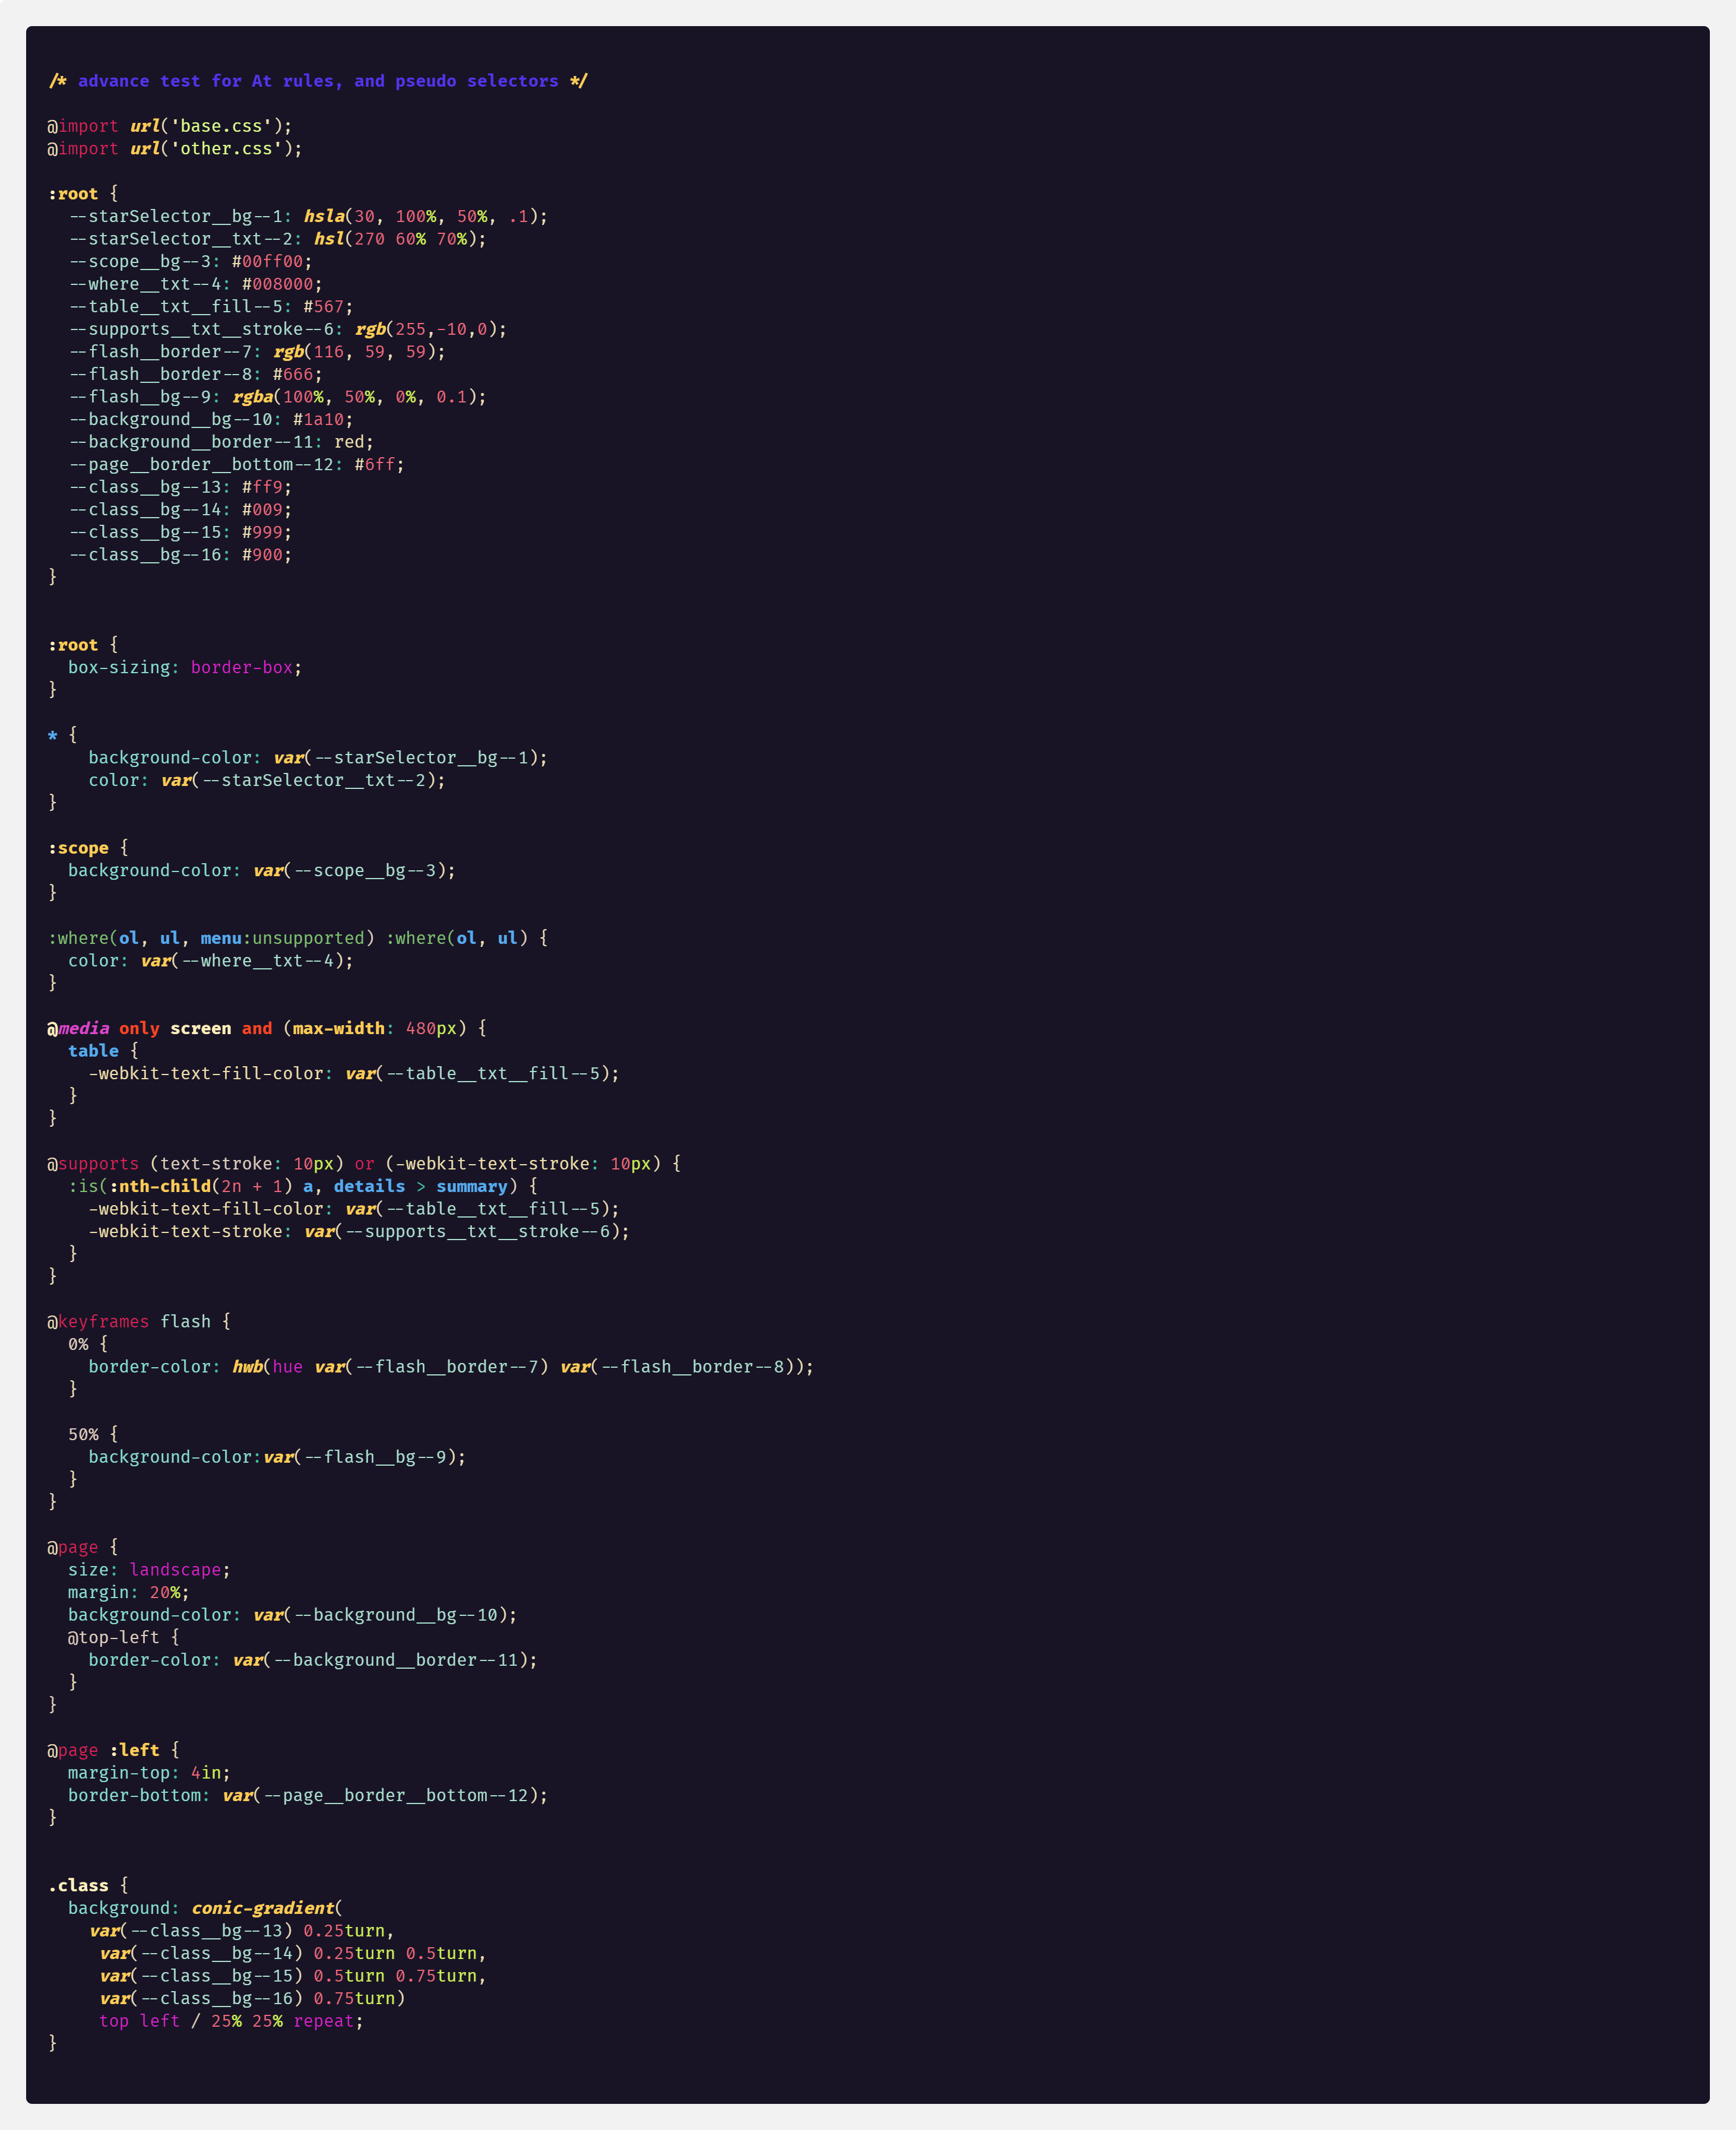 /* advance test for At rules, and pseudo selectors */
@import url('base.css');
@import url('other.css');
:root {
--starSelector__bg--1: hsla(30, 100%, 50%, .1);
--starSelector__txt--2: hsl(270 60% 70%);
--scope__bg--3: #00ff00;
--where__txt--4: #008000;
--table__txt__fill--5: #567;
--supports__txt__stroke--6: rgb(255,-10,0);
--flash__border--7: rgb(116, 59, 59);
--flash__border--8: #666;
--flash__bg--9: rgba(100%, 50%, 0%, 0.1);
--background__bg--10: #1a10;
--background__border--11: red;
--page__border__bottom--12: #6ff;
--class__bg--13: #ff9;
--class__bg--14: #009;
--class__bg--15: #999;
--class__bg--16: #900;
}
:root {
box-sizing: border-box;
}
* {
background-color: var(--starSelector__bg--1);
color: var(--starSelector__txt--2);
}
:scope {
background-color: var(--scope__bg--3);
}
:where(ol, ul, menu:unsupported) :where(ol, ul) {
color: var(--where__txt--4);
}
@media only screen and (max-width: 480px) {
table {
-webkit-text-fill-color: var(--table__txt__fill--5);
}
}
@supports (text-stroke: 10px) or (-webkit-text-stroke: 10px) {
:is(:nth-child(2n + 1) a, details > summary) {
-webkit-text-fill-color: var(--table__txt__fill--5);
-webkit-text-stroke: var(--supports__txt__stroke--6);
}
}
@keyframes flash {
0% {
border-color: hwb(hue var(--flash__border--7) var(--flash__border--8));
}
50% {
background-color:var(--flash__bg--9);
}
}
@page {
size: landscape;
margin: 20%;
background-color: var(--background__bg--10);
@top-left {
border-color: var(--background__border--11);
}
}
@page :left {
margin-top: 4in;
border-bottom: var(--page__border__bottom--12);
}
.class {
background: conic-gradient(
var(--class__bg--13) 0.25turn,
var(--class__bg--14) 0.25turn 0.5turn,
var(--class__bg--15) 0.5turn 0.75turn,
var(--class__bg--16) 0.75turn)
top left / 25% 25% repeat;
}